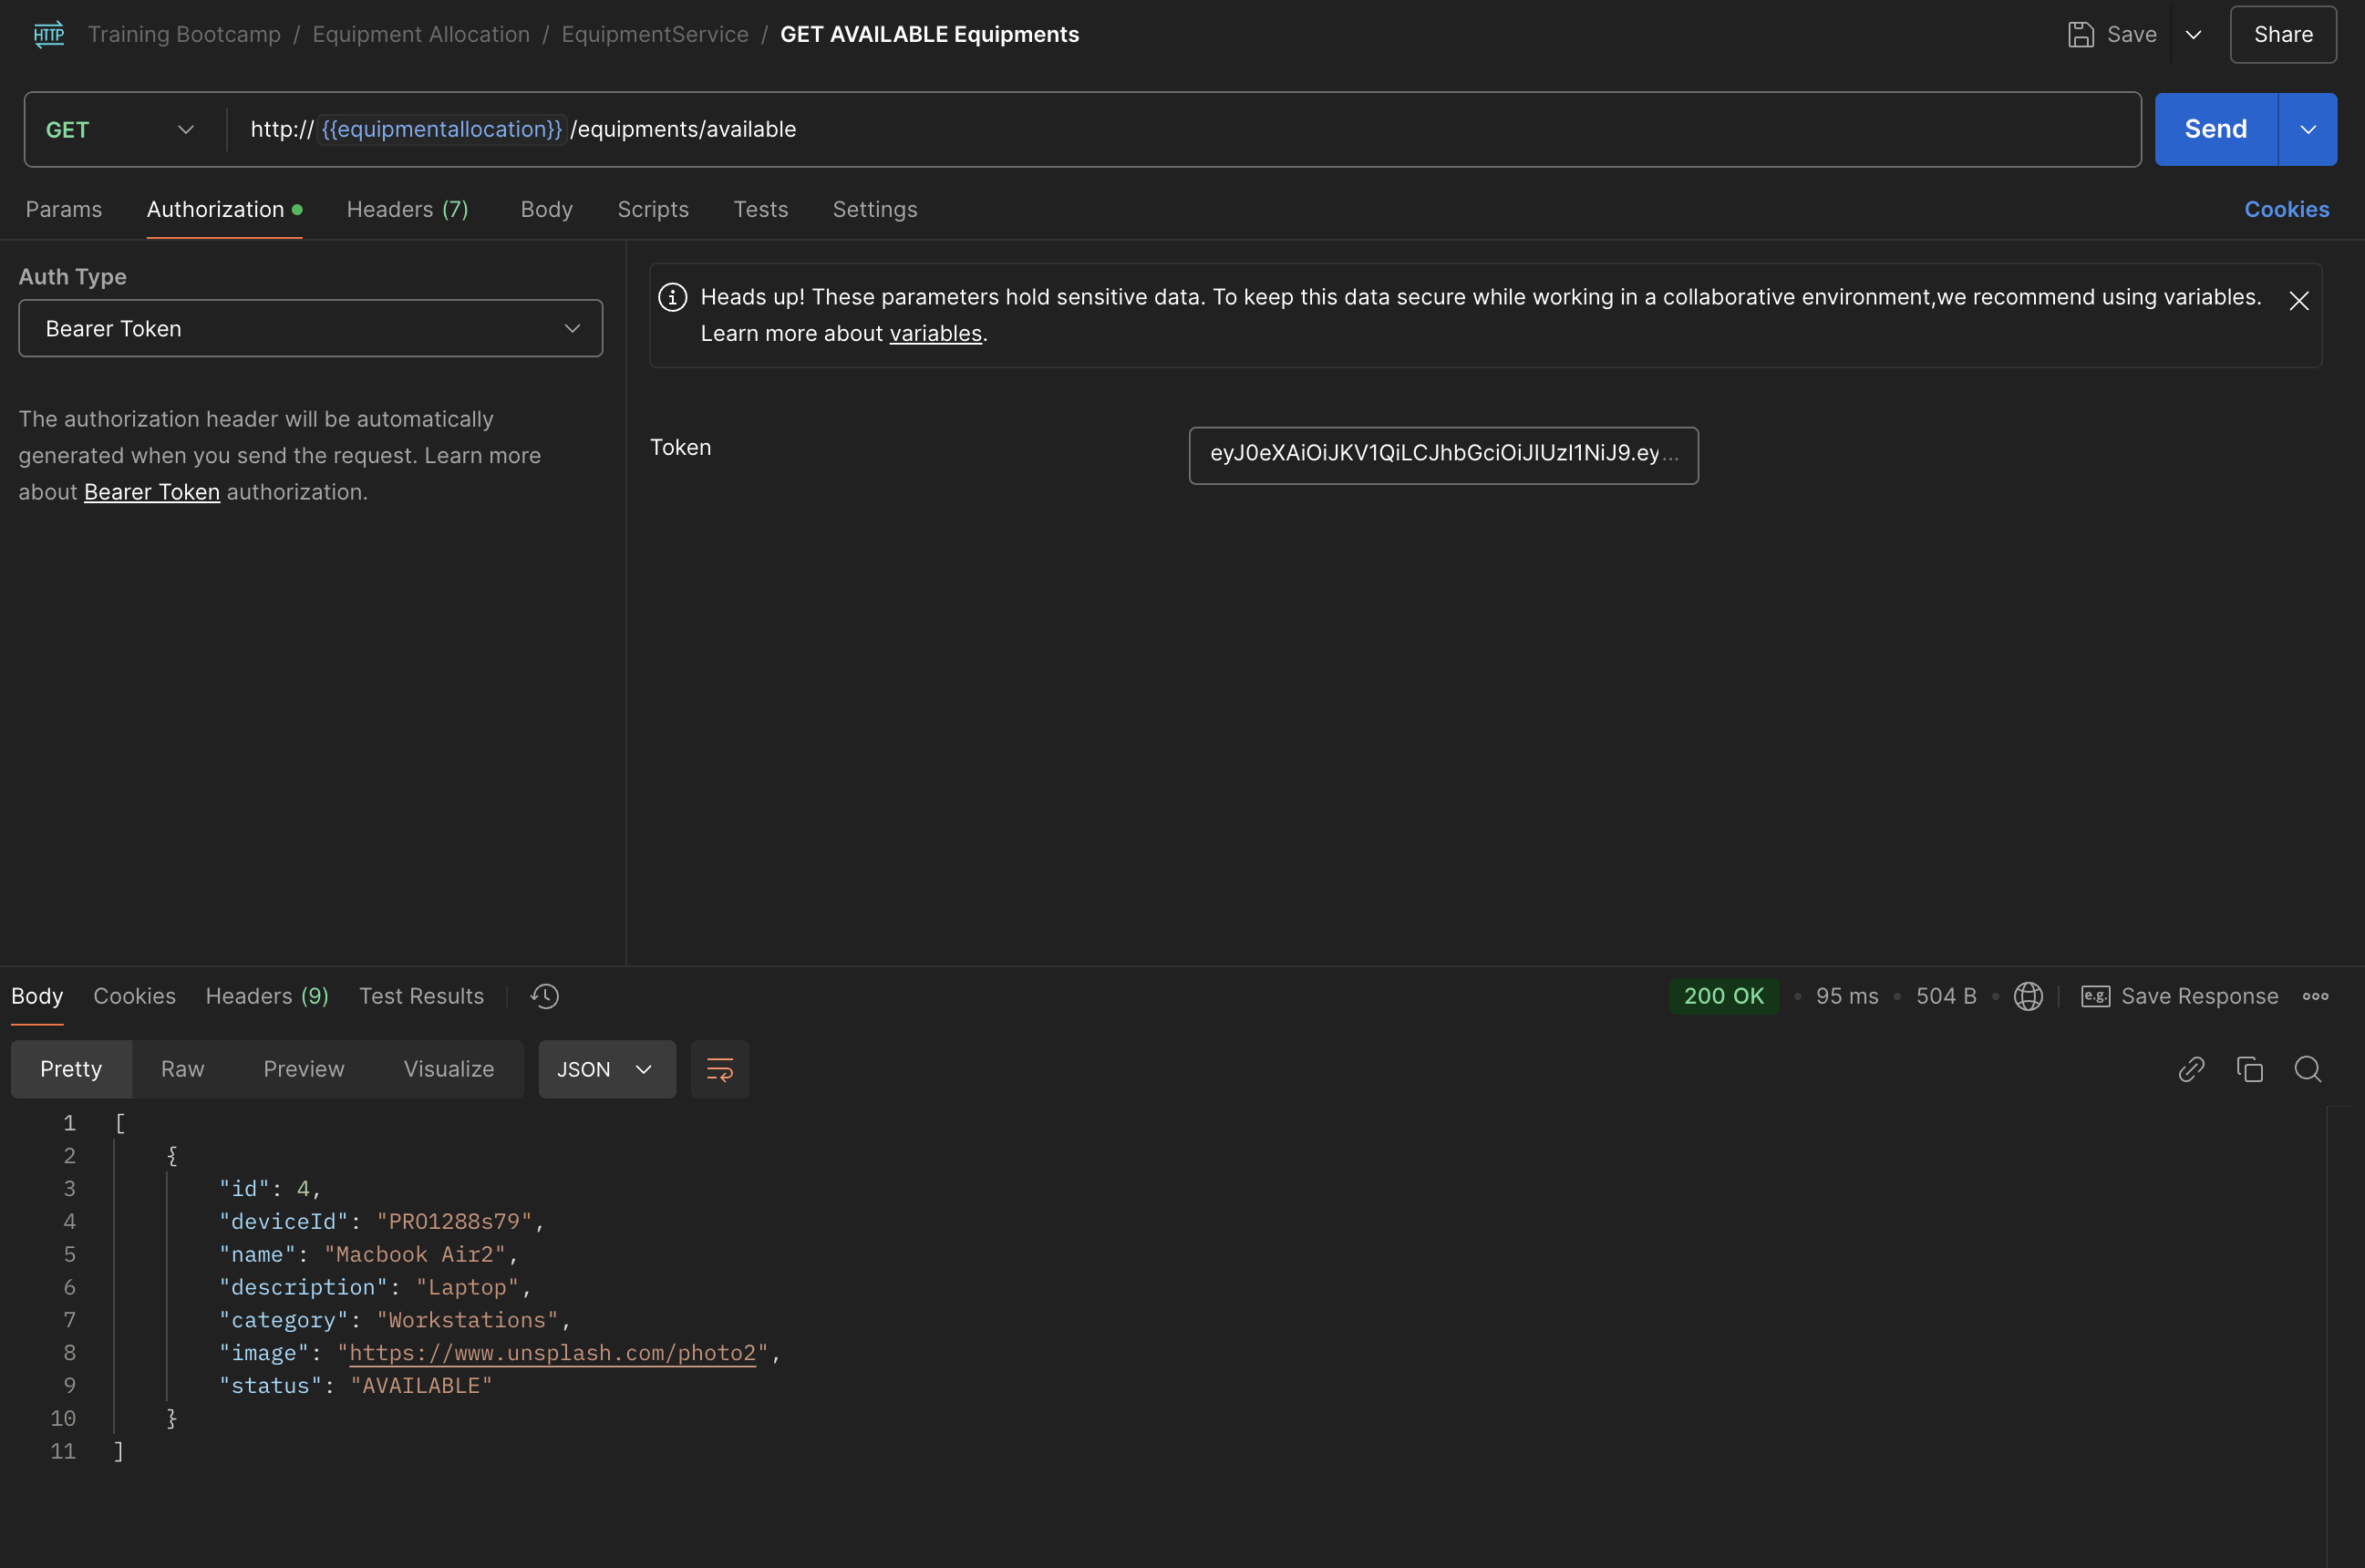 HTTP Training Bootcamp / Equipment Allocation / EquipmentService / GET AVAILABLE Equipments Save Share
GET http://{{equipmentallocation}}/equipments/available Send
Params Authorization Headers (7) Body Scripts Tests Settings Cookies
Auth Type
Bearer Token
The authorization header will be automatically
generated when you send the request. Learn more
about Bearer Token authorization.
Heads up! These parameters hold sensitive data. To keep this data secure while working in a collaborative environment,we recommend using variables.
Learn more about variables.
Token eyJ0eXAiOiJKV1QiLCJhbGciOiJIUzI1NiJ9.ey...
Body Cookies Headers (9) Test Results 200 OK • 95 ms • 504 B • e.g. Save Response
Pretty Raw Preview Visualize JSON
1 [
2 {
3 "id": 4,
4 "deviceId": "PRO1288s79",
5 "name": "Macbook Air2",
6 "description": "Laptop",
7 "category": "Workstations",
8 "image": "https://www.unsplash.com/photo2",
9 "status": "AVAILABLE"
10 }
11 ]